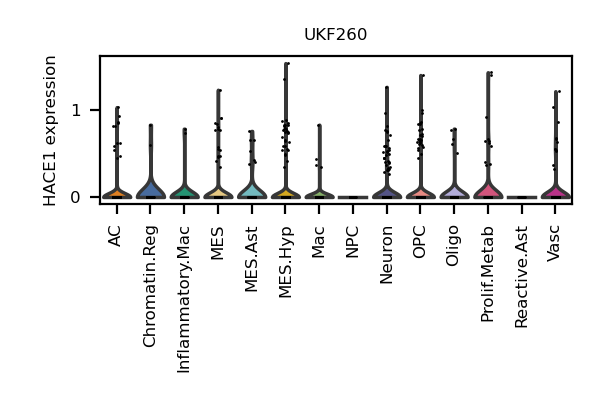 UKF260
HACE1 expression
1
0
AC
Chromatin.Reg
Inflammatory.Mac
MES
MES.Ast
MES.Hyp
Mac
NPC
Neuron
OPC
Oligo
Prolif.Metab
Reactive.Ast
Vasc